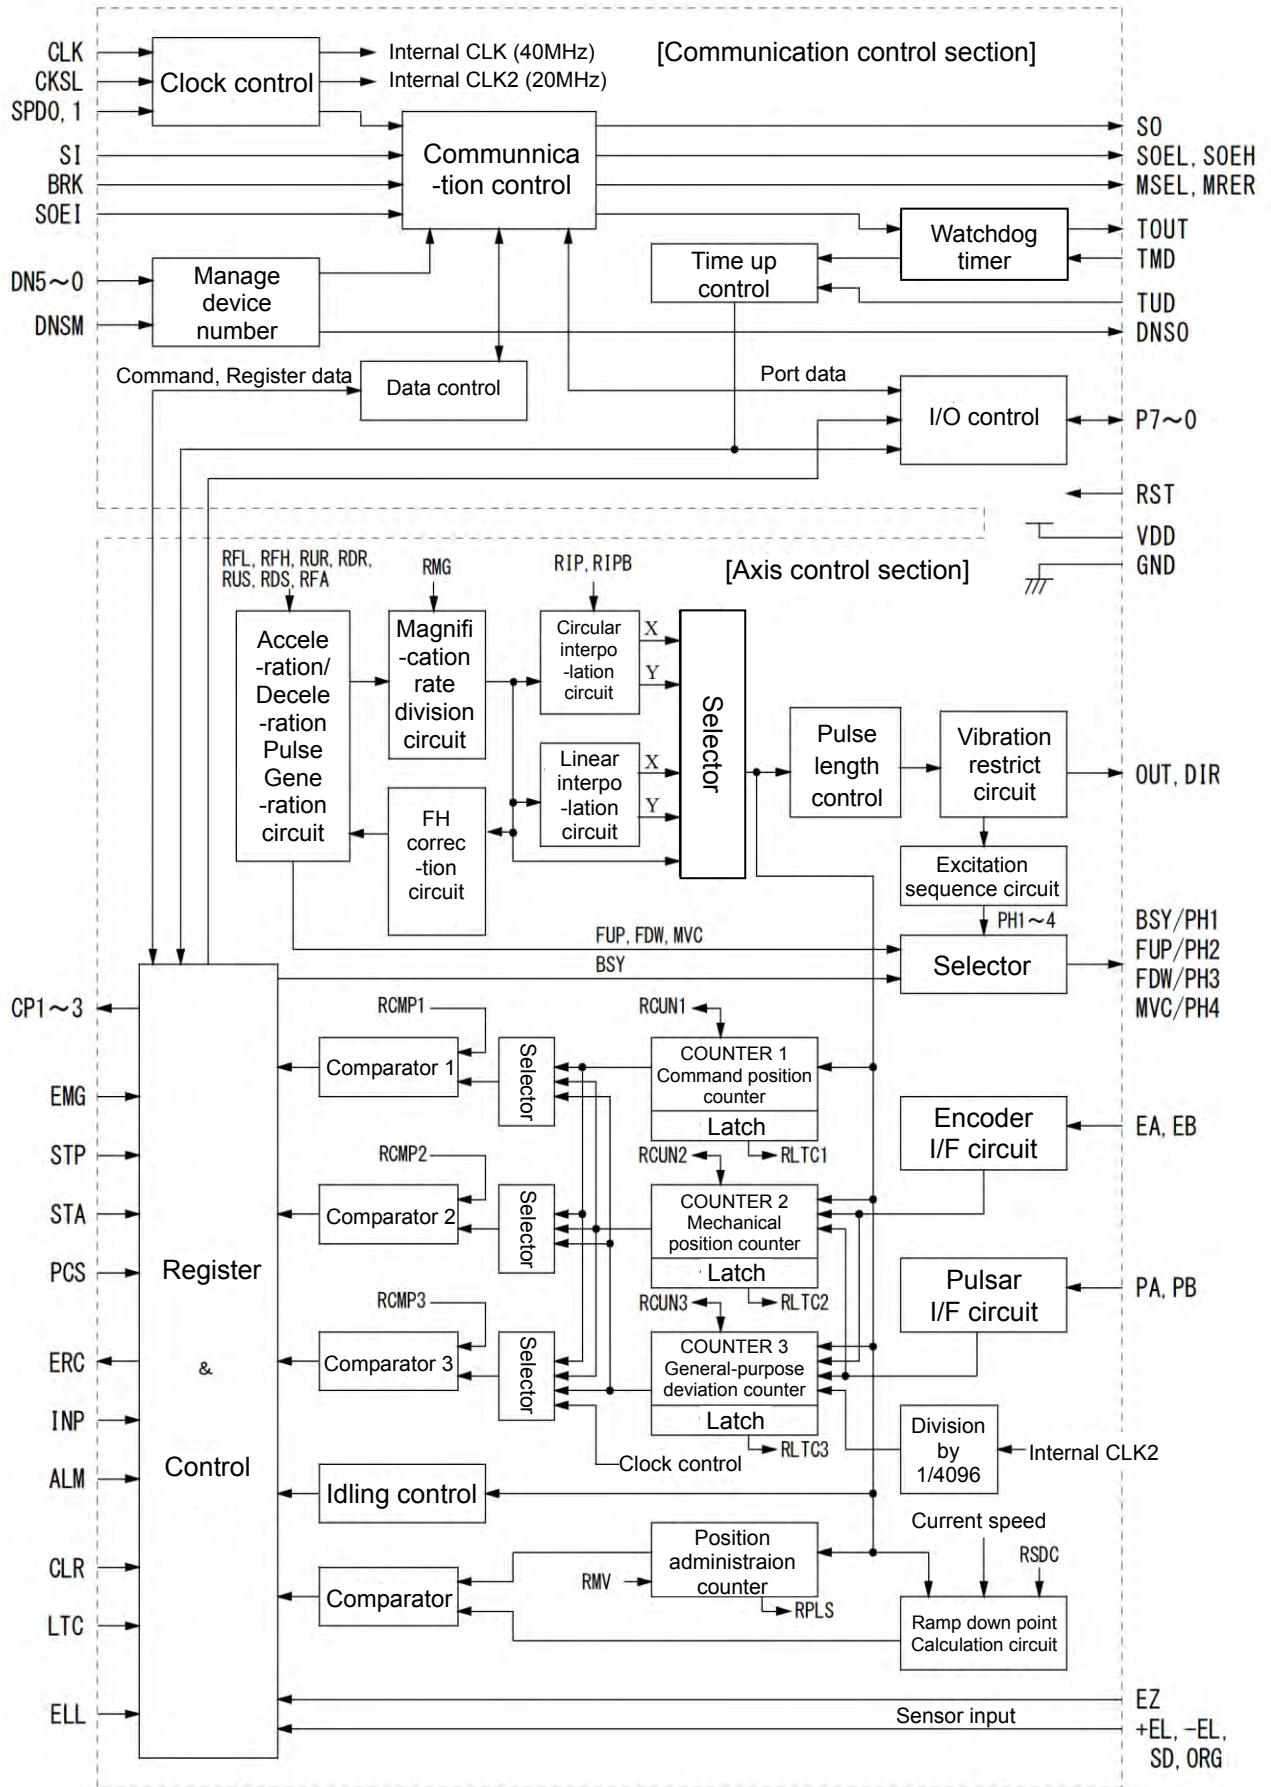 CLK
CKSL
SPD0, 1
Clock control
Internal CLK (40MHz)
Internal CLK2 (20MHz)
[Communication control section]
SI
BRK
SOEI
Communnica
-tion control
SO
SOEL, SOEH
MSEL, MRER
Watchdog
timer
TOUT
TMD
Time up
control
TUD
DNSO
DN5～0
DNSM
Manage
device
number
Command, Register data
Data control
Port data
I/O control
P7～0
RST
VDD
GND
[Axis control section]
RFL, RFH, RUR, RDR,
RUS, RDS, RFA
RMG
RIP, RIPB
Accele
-ration/
Decele
-ration
Pulse
Gene
-ration
circuit
Magnifi
-cation
rate
division
circuit
Circular
interpo
-lation
circuit
X
Y
Linear
interpo
-lation
circuit
X
Y
Selector
FH
correc
-tion
circuit
Pulse
length
control
Vibration
restrict
circuit
OUT, DIR
Excitation
sequence circuit
PH1～4
FUP, FDW, MVC
BSY
Selector
BSY/PH1
FUP/PH2
FDW/PH3
MVC/PH4
CP1～3
EMG
STP
STA
PCS
ERC
INP
ALM
CLR
LTC
ELL
Register
&
Control
RCMP1
Comparator 1
Selector
RCUN1
COUNTER 1
Command position
counter
Latch
RLTC1
RCMP2
Comparator 2
Selector
RCUN2
COUNTER 2
Mechanical
position counter
Latch
RLTC2
RCMP3
Comparator 3
Selector
RCUN3
COUNTER 3
General-purpose
deviation counter
Latch
RLTC3
Clock control
Encoder
I/F circuit
EA, EB
Pulsar
I/F circuit
PA, PB
Division
by
1/4096
Internal CLK2
Idling control
Current speed
RSDC
Position
administraion
counter
RMV
RPLS
Comparator
Ramp down point
Calculation circuit
EZ
Sensor input
+EL, -EL,
SD, ORG